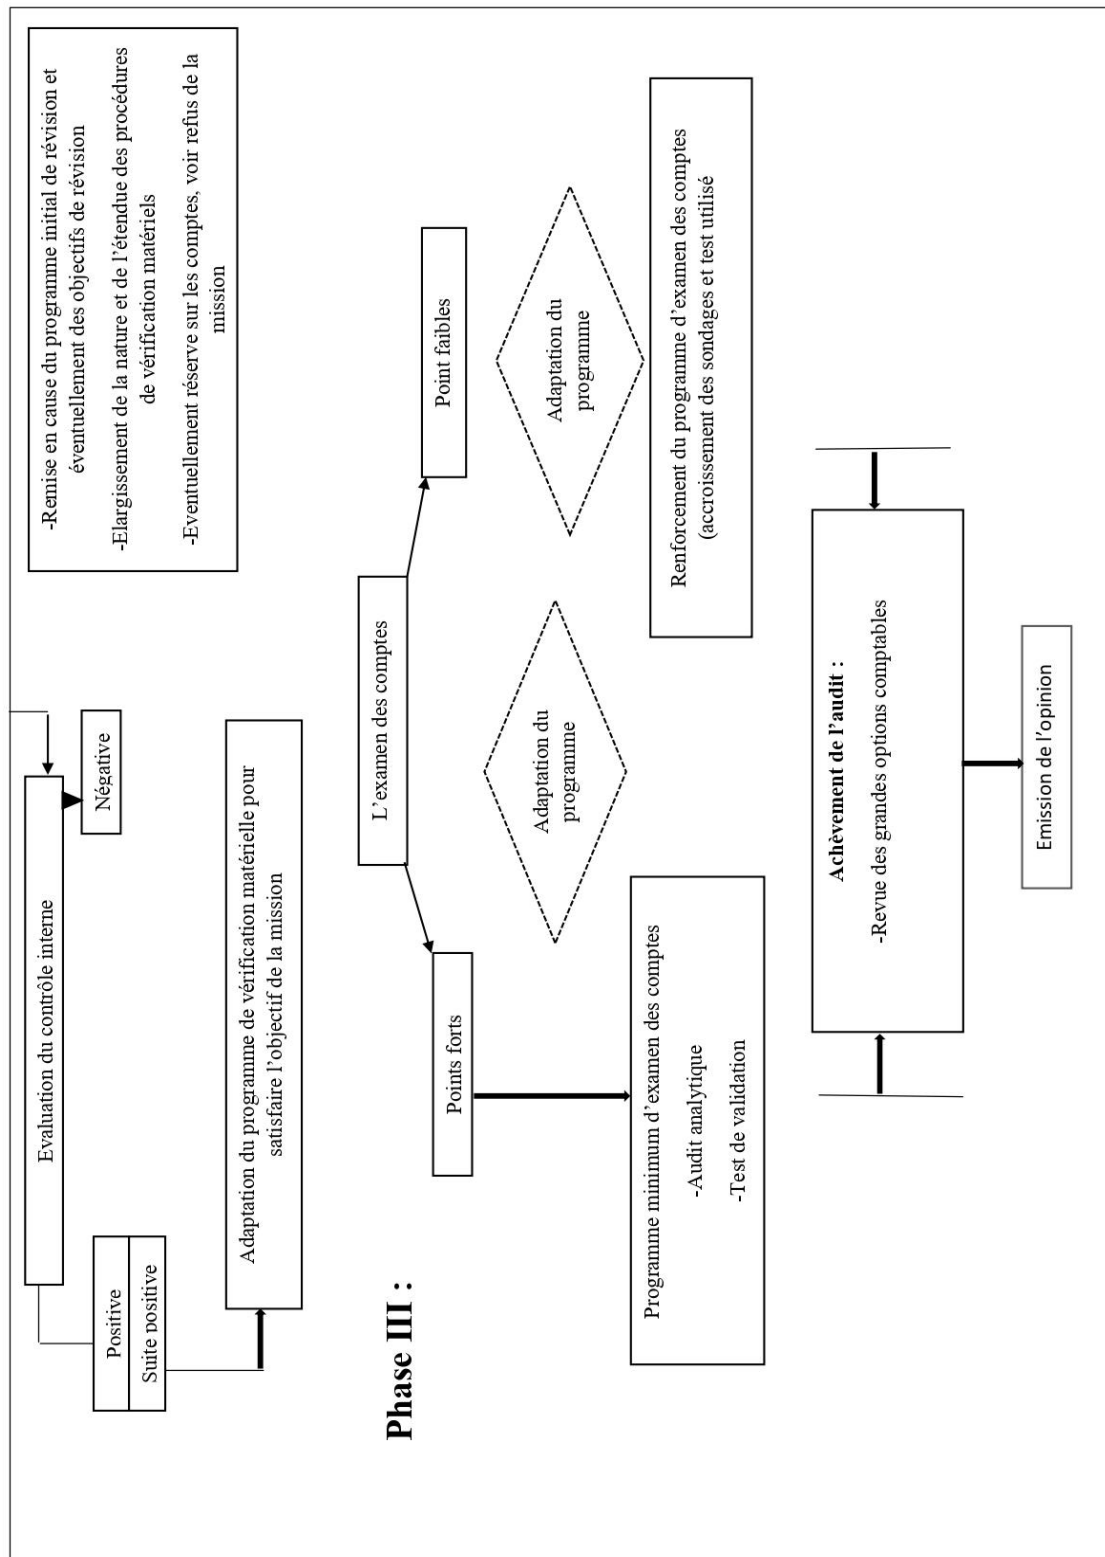 Evaluation du contrôle interne
Positive
Suite positive
Négative
-Remise en cause du programme initial de révision et
éventuellement des objectifs de révision
-Elargissement de la nature et de l'étendue des procédures
de vérification matériels
-Eventuellement réserve sur les comptes, voir refus de la
mission
Adaptation du programme de vérification matérielle pour
satisfaire l'objectif de la mission
Phase III :
L'examen des comptes
Points forts
Point faibles
Adaptation du
programme
Adaptation du
programme
Programme minimum d'examen des comptes
-Audit analytique
-Test de validation
Renforcement du programme d'examen des comptes
(accroissement des sondages et test utilisé
Achèvement de l'audit :
-Revue des grandes options comptables
Emission de l'opinion